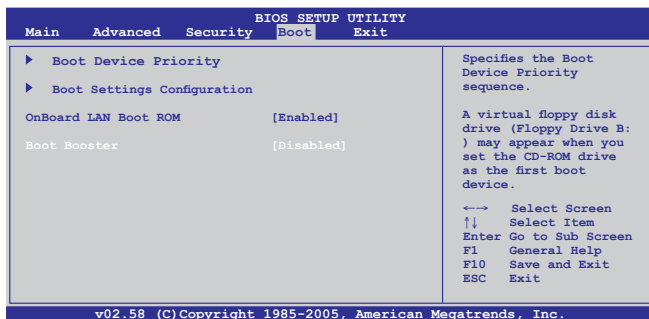 BIOS SETUP UTILITY
Main Advanced Security Boot Exit
Boot Device Priority
Boot Settings Configuration
OnBoard LAN Boot ROM [Enabled]
Boot Booster [Disabled]
Specifies the Boot
Device Priority
sequence.
A virtual floppy disk
drive (Floppy Drive B:
) may appear when you
set the CD-ROM drive
as the first boot
device.
←→ Select Screen
↑↓ Select Item
Enter Go to Sub Screen
F1 General Help
F10 Save and Exit
ESC Exit
v02.58 (C)Copyright 1985-2005, American Megatrends, Inc.